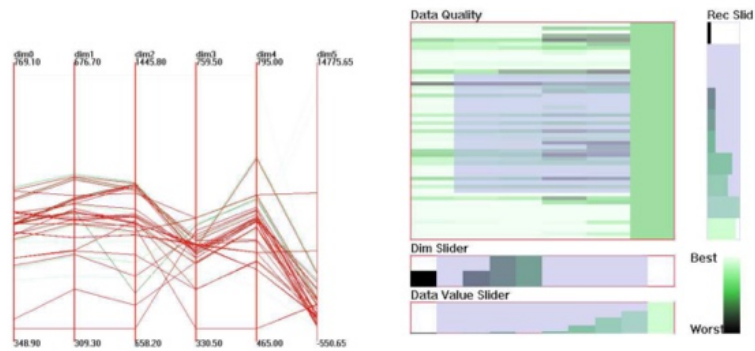 Data Quality
Rec Slid
dim0 dim1 dim2 dim3 dim4 dim5
769.10 676.70 1445.80 759.50 795.00 14775.65
Dim Slider
Best
Data Value Slider
Worst
348.90 309.30 658.20 330.50 465.00 -550.65